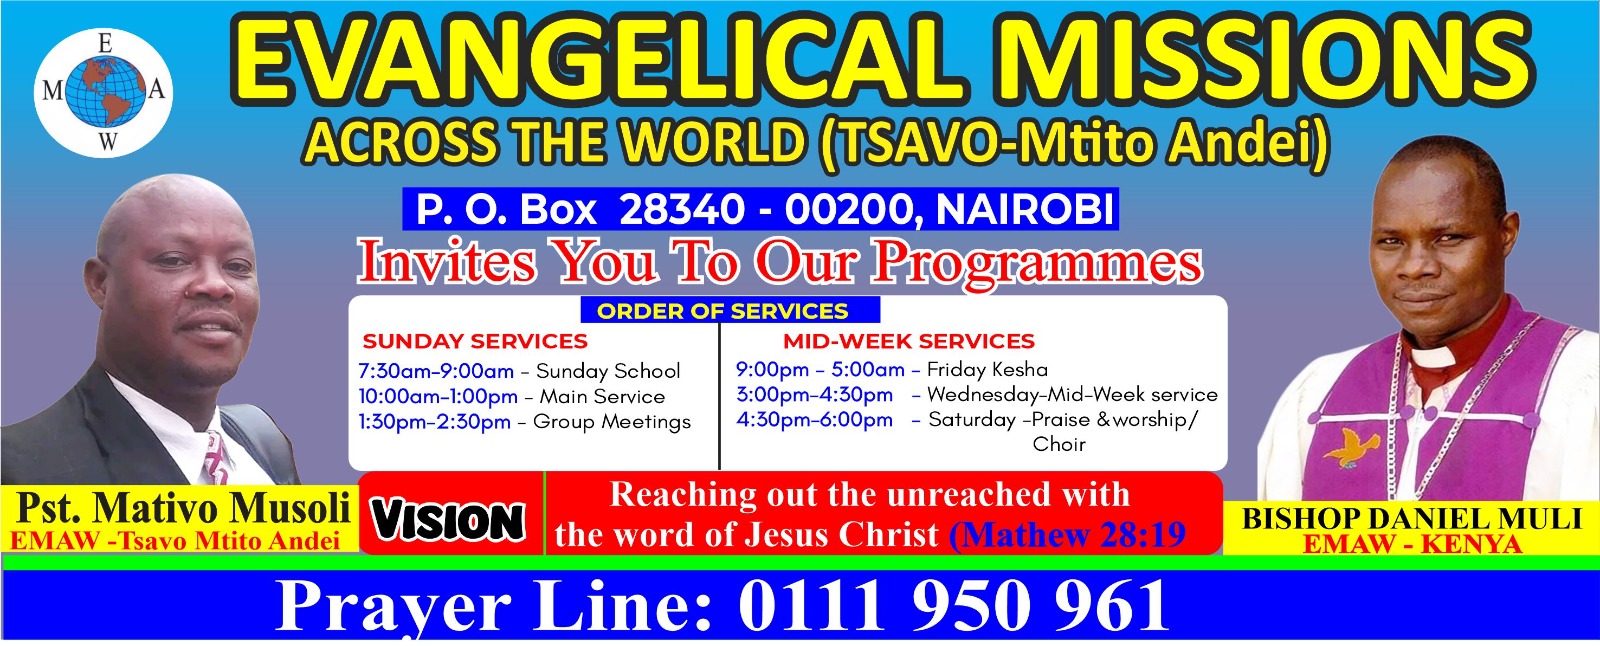 E
M A
W
EVANGELICAL MISSIONS
ACROSS THE WORLD (TSAVO-Mtito Andei)
P. O. Box 28340 - 00200, NAIROBI
Invites You To Our Programmes
ORDER OF SERVICES
SUNDAY SERVICES
7:30am-9:00am - Sunday School
10:00am-1:00pm - Main Service
1:30pm-2:30pm - Group Meetings
MID-WEEK SERVICES
9:00pm - 5:00am - Friday Kesha
3:00pm-4:30pm - Wednesday-Mid-Week service
4:30pm-6:00pm - Saturday -Praise &worship/
Choir
Pst. Mativo Musoli
EMAW -Tsavo Mtito Andei
VISION
Reaching out the unreached with
the word of Jesus Christ (Mathew 28:19
BISHOP DANIEL MULI
EMAW - KENYA
Prayer Line: 0111 950 961